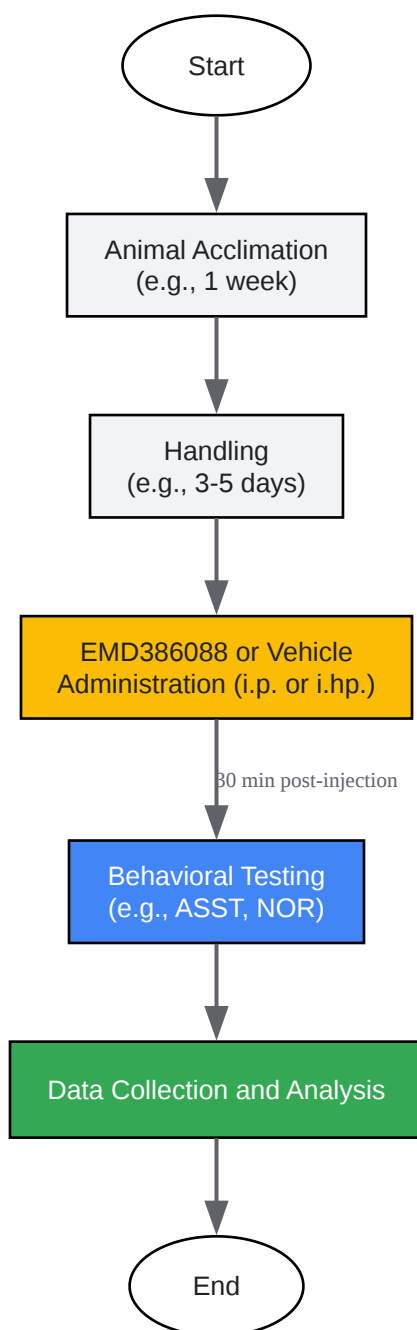 Start
Animal Acclimation
(e.g., 1 week)
Handling
(e.g., 3-5 days)
EMD386088 or Vehicle
Administration (i.p. or i.hp.)
30 min post-injection
Behavioral Testing
(e.g., ASST, NOR)
Data Collection and Analysis
End